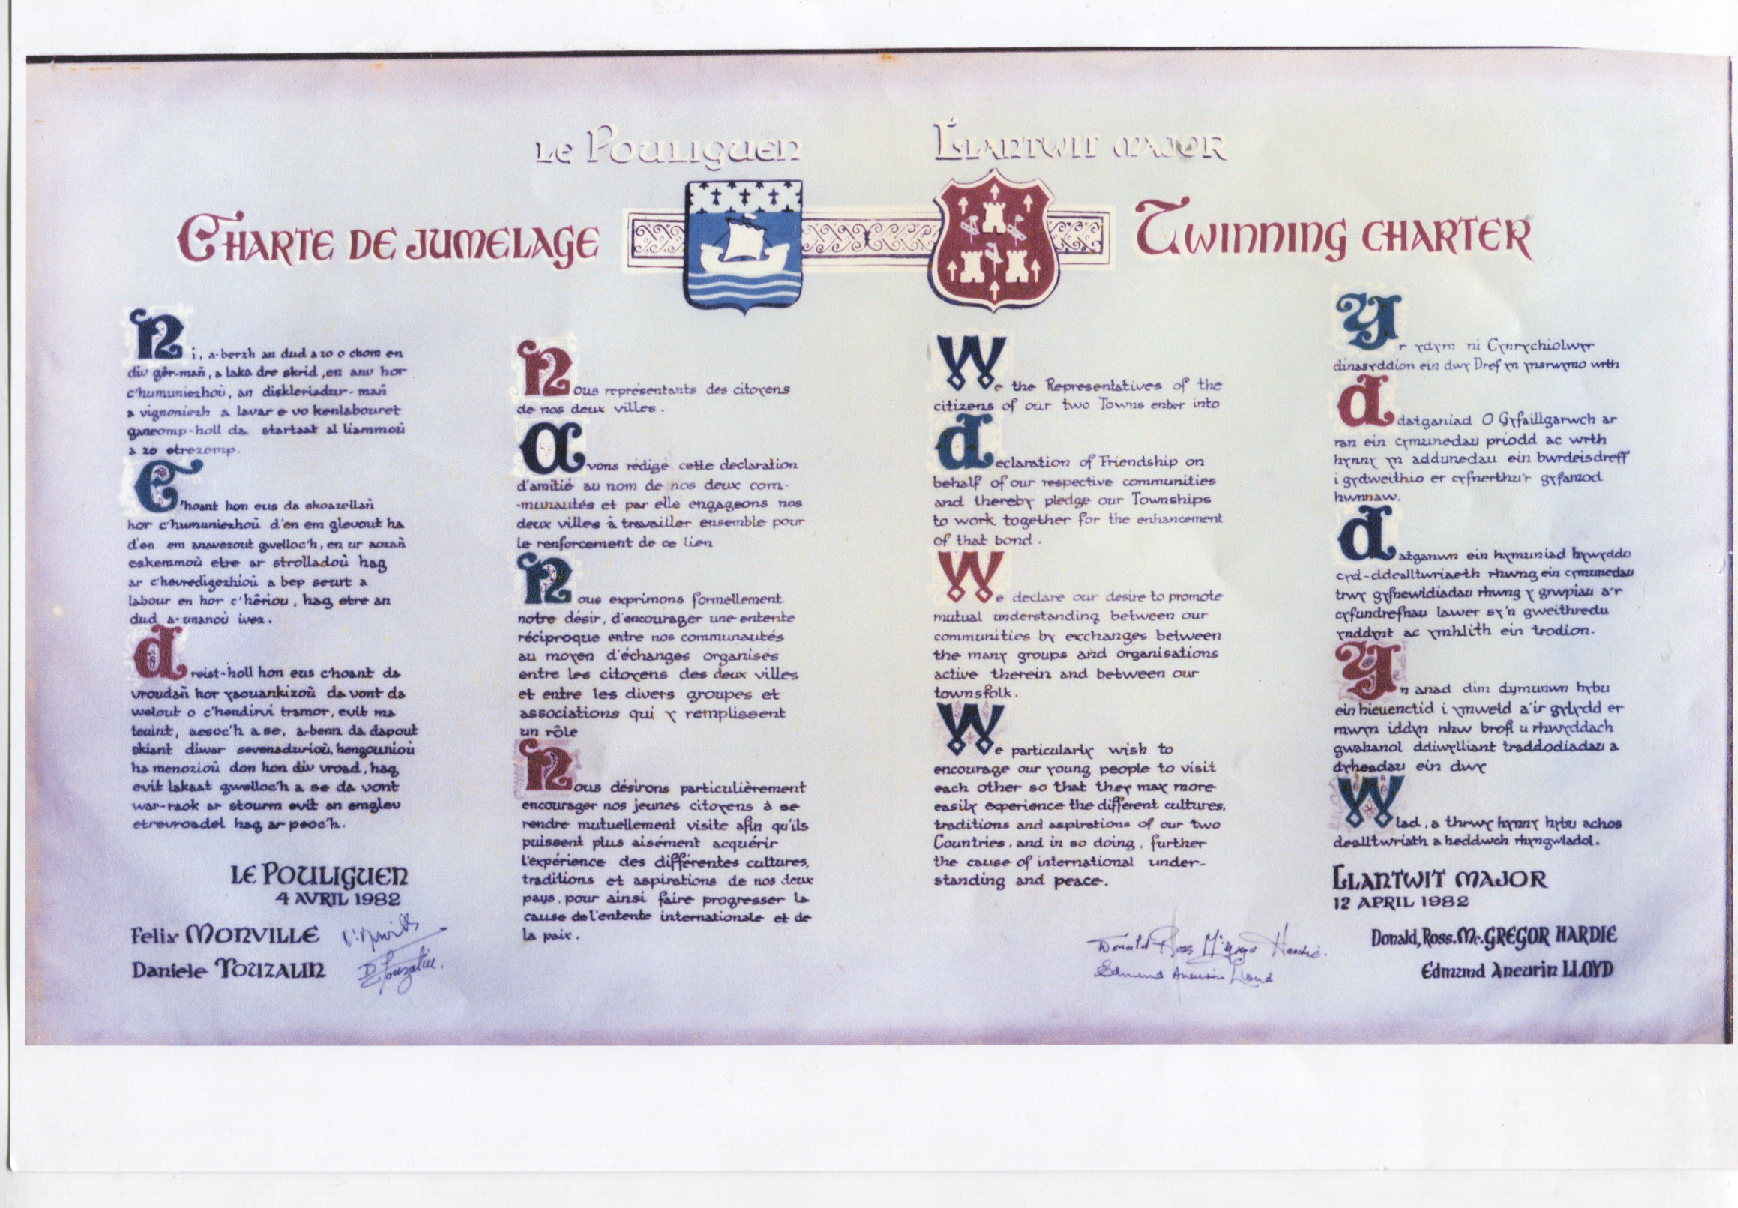 Le Pouliguen
Llantwit Major
Charte de Jumelage
Twinning Charter
Ni, a-berzh an dud a zo o chom en
div gêr-mañ, a laka dre skrid, en anv hor
c'humuniezhoù, an diskleriadur-mañ
a vignoniezh a lavar e vo kenlabouret
ganeomp-holl da startaat al liammoù
a zo etrezomp.
C'hoant hon eus da skoazellañ
hor c'humuniezhoù d'en em glevout ha
d'en em anavezout gwelloc'h, en ur aozañ
eskemmoù etre ar strolladoù hag
ar c'hevredigezhioù a bep seurt a
labour en hor c'hêriou, hag etre an
dud a-unanoù ivez.
dreist-holl hon eus c'hoant da
vroudañ hor yaouankizoù da vont da
welout o c'hendirvi tramor, evit ma
teuint, aesoc'h a se, a-benn da dapout
skiant diwar sevenadurioù, hengounioù
ha menozioù don hon div vroad, hag
evit lakaat gwelloc'h a se da vont
war-raok ar stourm evit an emglev
etrevroadel hag ar peoc'h.
Le Pouliguen
4 Avril 1982
Felix MONVILLE
Daniele TOUZALIN
D. Touzalin
Nous représentants des citoyens
de nos deux villes.
Avons rédigé cette déclaration
d'amitié au nom de nos deux com-
-munautés et par elle engageons nos
deux villes à travailler ensemble pour
le renforcement de ce lien
Nous exprimons formellement
notre désir, d'encourager une entente
réciproque entre nos communautés
au moyen d'échanges organisés
entre les citoyens des deux villes
et entre les divers groupes et
associations qui y remplissent
un rôle
Nous désirons particulièrement
encourager nos jeunes citoyens à se
rendre mutuellement visite afin qu'ils
puissent plus aisément acquérir
l'expérience des différentes cultures,
traditions et aspirations de nos deux
pays, pour ainsi faire progresser la
cause de l'entente internationale et de
la paix.
We the Representatives of the
citizens of our two Towns enter into
declaration of Friendship on
behalf of our respective communities
and thereby pledge our Townships
to work together for the enhancement
of that bond.
We declare our desire to promote
mutual understanding between our
communities by exchanges between
the many groups and organisations
active therein and between our
townsfolk.
We particularly wish to
encourage our young people to visit
each other so that they may more
easily experience the different cultures,
traditions and aspirations of our two
Countries, and in so doing, further
the cause of international under-
standing and peace.
Donald Ross McGregor Hardie.
Edmund Aneurin Lloyd
Yr ydym ni Cynrychiolwyr
dinasyddion ein dwy Dref yn ymrwymo wrth
ddatganiad O Gyfaillgarwch ar
ran ein cymunedau priodd ac wrth
hynny yn addunedau ein bwrdeisdreff
i gydweithio er cyfnerthu'r gyfamod
hwnnaw.
datganwn ein hymuniad hywyddo
cyd-ddealltwriaeth rhwng ein cymunedau
trwy gyfnewidiadau rhwng y grwpiau a'r
cyfundrefnau lawer sy'n gweithredu
ynddynt ac ymhlith ein trodion.
Yn anad dim dymunwn hybu
ein hieuenctid i ymweld a'ir gylydd er
mwyn iddyn nhw brofi u rhwyddach
gwahanol ddiwylliant traddodiadau a
dyheadau ein dwy
Wlad, a thrwy hynny hybu achos
dealltwriath a heddwch rhyngwladol.
Llantwit Major
12 April 1982
Donald, Ross. Mc. GREGOR HARDIE
Edmund Aneurin LLOYD